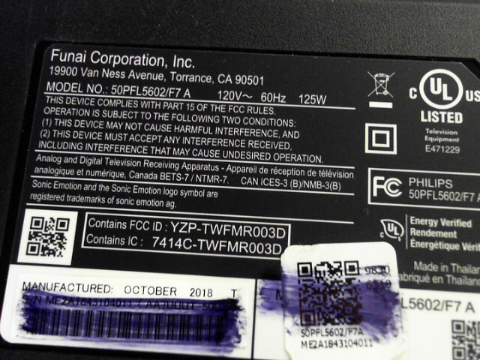 Funai Corporation, Inc.
19900 Van Ness Avenue, Torrance, CA 90501
MODEL NO.: 50PFL5602/F7 A 120V~ 60Hz 125W
THIS DEVICE COMPLIES WITH PART 15 OF THE FCC RULES.
OPERATION IS SUBJECT TO THE FOLLOWING TWO CONDITIONS:
(1) THIS DEVICE MAY NOT CAUSE HARMFUL INTERFERENCE, AND
(2) THIS DEVICE MUST ACCEPT ANY INTERFERENCE RECEIVED,
INCLUDING INTERFERENCE THAT MAY CAUSE UNDESIRED OPERATION.
Analog and Digital Television Receiving Apparatus - Appareil de réception de télévision
analogique et numérique, Canada BETS-7 / NTMR-7. CAN ICES-3 (B)/NMB-3(B)
Sonic Emotion and the Sonic Emotion logo symbol are
registered trademarks of sonic emotion ag.
C UL US
LISTED
Television
Equipment
E471229
FC PHILIPS
50PFL5602/F7 A
Energy Verified
Rendement
Énergétique Vérifié
Contains FCC ID : YZP-TWFMR003D
Contains IC : 7414C-TWFMR003D
Made in Thailand
MANUFACTURED: OCTOBER 2018 T
S/N ME2A1843104011
50PFL5602/F7A
ME2A1843104011
PFL5602/F7 A